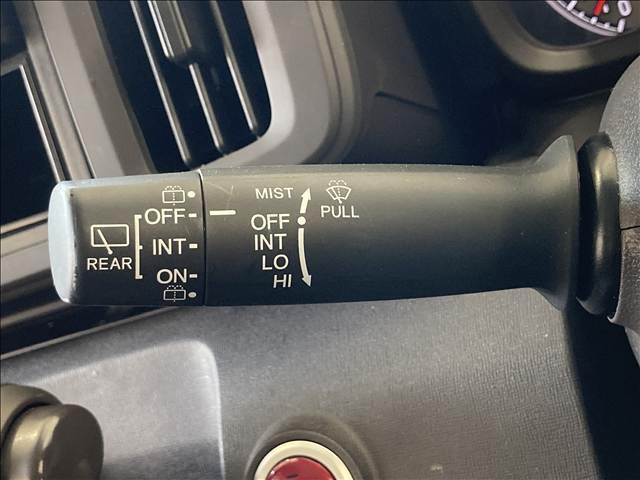 MIST
PULL
OFF
INT
LO
HI
OFF
INT
ON
REAR